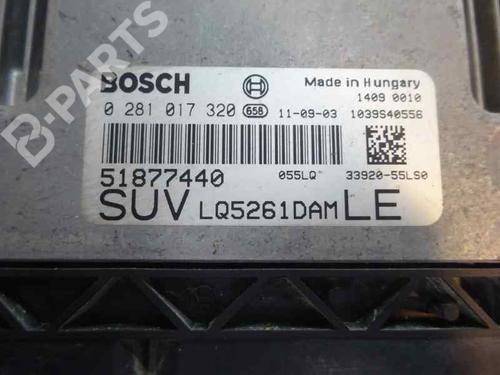 B-PARTS
BOSCH
Made in Hungary
0 281 017 320 658 11-09-03
1409 0010
1039S40556
51877440
055LQ
33920-55LS0
SUV LQ5261DAM LE